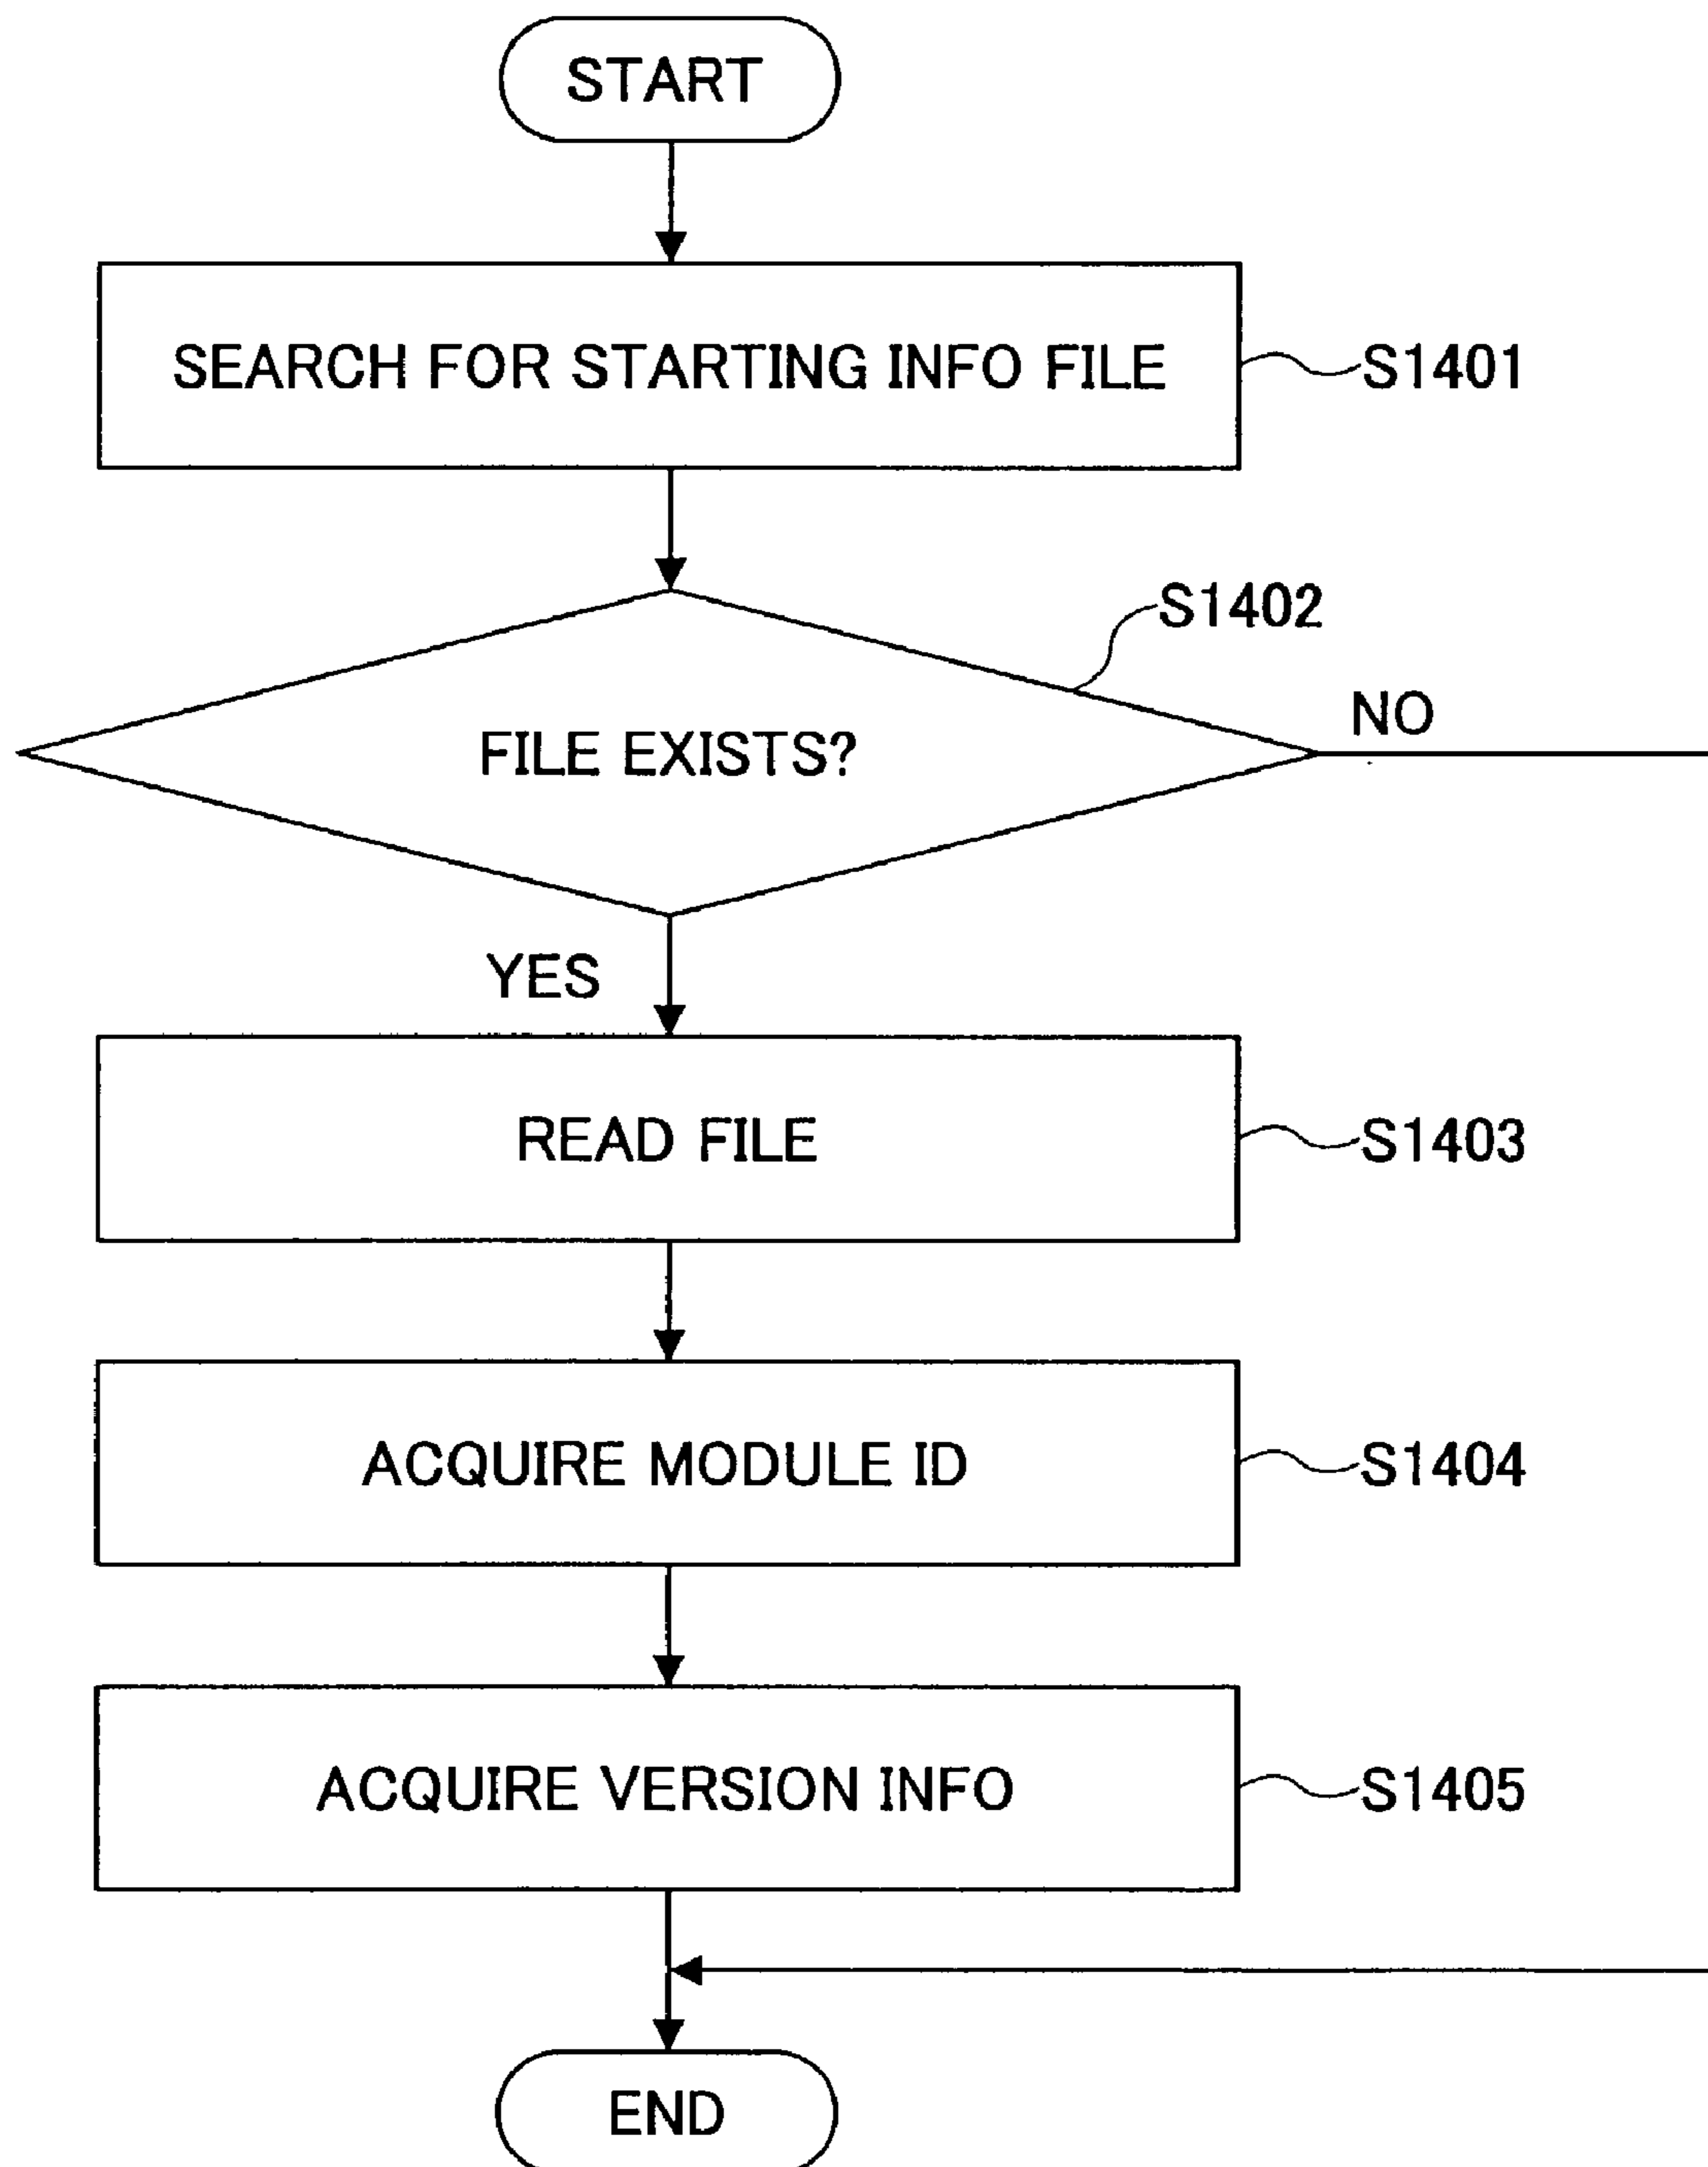 START
SEARCH FOR STARTING INFO FILE
S1401
S1402
FILE EXISTS?
NO
YES
READ FILE
S1403
ACQUIRE MODULE ID
S1404
ACQUIRE VERSION INFO
S1405
END